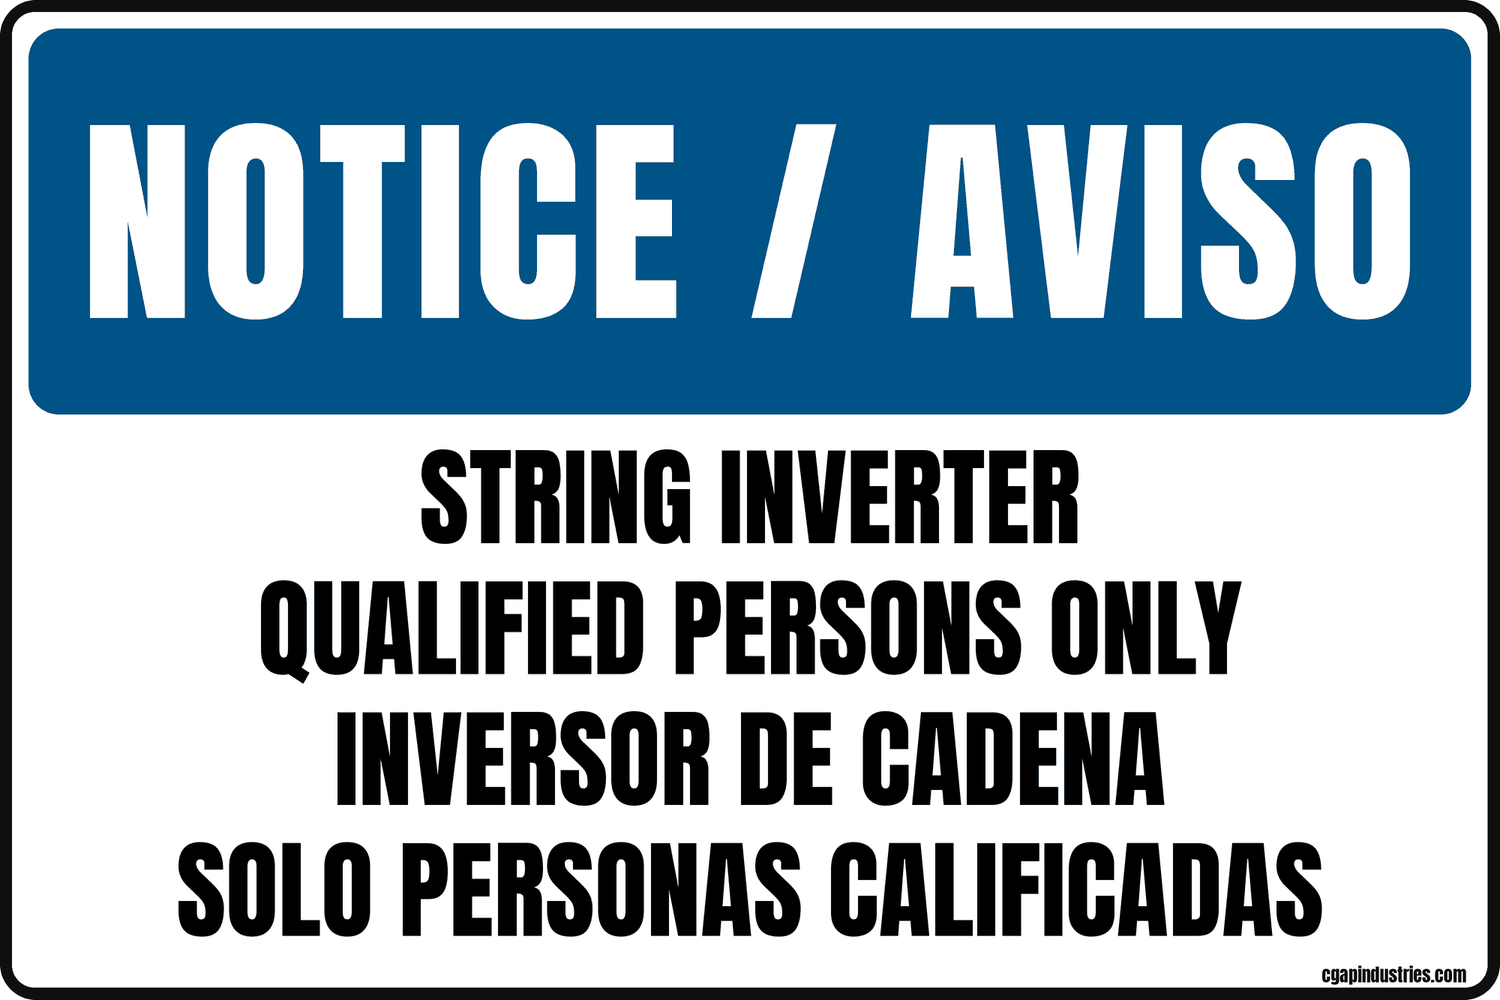 NOTICE / AVISO
STRING INVERTER
QUALIFIED PERSONS ONLY
INVERSOR DE CADENA
SOLO PERSONAS CALIFICADAS
cgapindustries.com